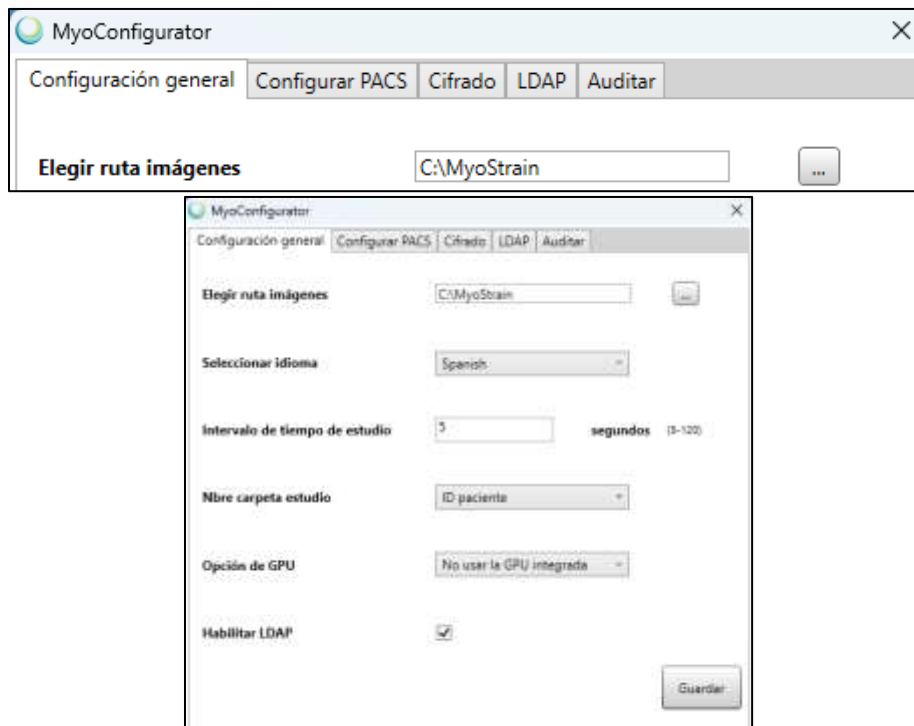 MyoConfigurator
Configuración general Configurar PACS Cifrado LDAP Auditar
Elegir ruta imágenes C:\MyoStrain ...
MyoConfigurator
Configuración general Configurar PACS Cifrado LDAP Auditar
Elegir ruta imágenes C:\MyoStrain ...
Seleccionar idioma Spanish
Intervalo de tiempo de estudio 5 segundos (5-120)
Nbre carpeta estudio ID paciente
Opción de GPU No usar la GPU integrada
Habilitar LDAP
Guardar